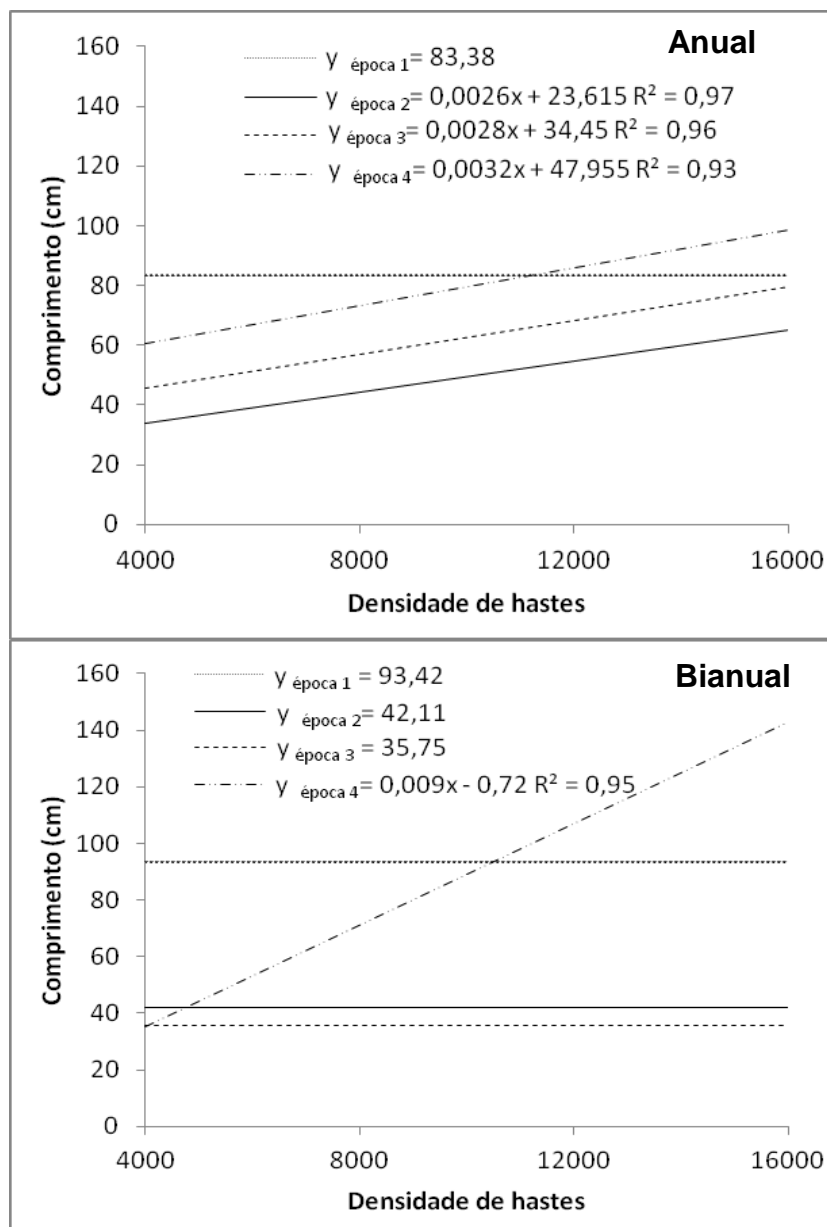 Anual
y época 1= 83,38
y época 2= 0,0026x + 23,615 R² = 0,97
y época 3= 0,0028x + 34,45 R² = 0,96
y época 4= 0,0032x + 47,955 R² = 0,93
160
140
120
100
80
60
40
20
0
Comprimento (cm)
4000 8000 12000 16000
Densidade de hastes
Bianual
y época 1 = 93,42
y época 2= 42,11
y época 3 = 35,75
y época 4= 0,009x - 0,72 R² = 0,95
160
140
120
100
80
60
40
20
0
Comprimento (cm)
4000 8000 12000 16000
Densidade de hastes